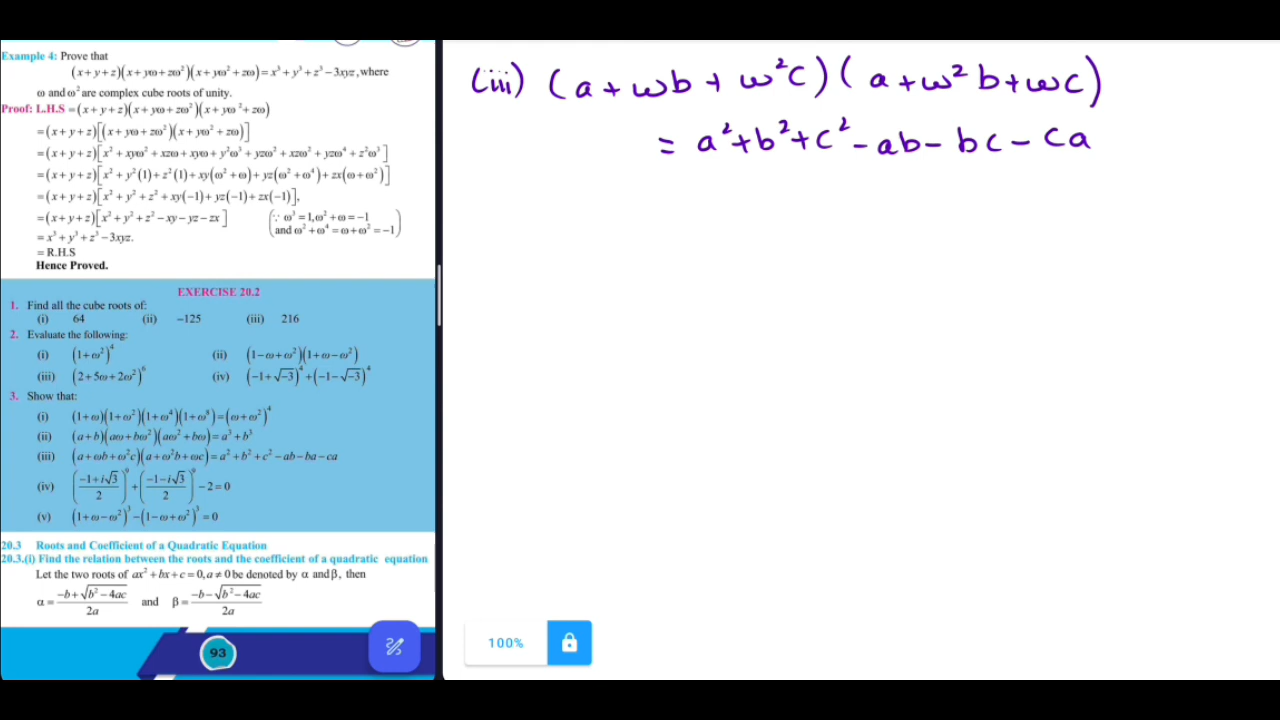 Example 4: Prove that
(x+y+z)(x+yω+zω²)(x+yω²+zω)=x³+y³+z³−3xyz, where
ω and ω² are complex cube roots of unity.
Proof: L.H.S =(x+y+z)(x+yω+zω²)(x+yω²+zω)
=(x+y+z)[(x+yω+zω²)(x+yω²+zω)]
=(x+y+z)[x²+xyω²+xzω+xyω+y²ω³+yzω²+xzω²+yzω⁴+z²ω³]
=(x+y+z)[x²+y²(1)+z²(1)+xy(ω²+ω)+yz(ω²+ω⁴)+zx(ω+ω²)]
=(x+y+z)[x²+y²+z²+xy(−1)+yz(−1)+zx(−1)],
=(x+y+z)[x²+y²+z²−xy−yz−zx] (∵ ω³=1,ω²+ω=−1
and ω²+ω⁴=ω+ω²=−1)
=x³+y³+z³−3xyz.
= R.H.S
Hence Proved.
EXERCISE 20.2
1. Find all the cube roots of:
(i) 64 (ii) −125 (iii) 216
2. Evaluate the following:
(i) (1+ω²)⁴ (ii) (1−ω+ω²)(1+ω−ω²)
(iii) (2+5ω+2ω²)⁶ (iv) (−1+√−3)⁴+(−1−√−3)⁴
3. Show that:
(i) (1+ω)(1+ω²)(1+ω⁴)(1+ω⁸)=(ω+ω²)⁴
(ii) (a+b)(aω+bω²)(aω²+bω)=a³+b³
(iii) (a+ωb+ω²c)(a+ω²b+ωc)=a²+b²+c²−ab−ba−ca
(iv) ((−1+i√3)/2)⁹+((−1−i√3)/2)⁹−2=0
(v) (1+ω−ω²)³−(1−ω+ω²)³=0
20.3 Roots and Coefficient of a Quadratic Equation
20.3.(i) Find the relation between the roots and the coefficient of a quadratic equation
Let the two roots of ax²+bx+c=0,a≠0 be denoted by α and β, then
α=(−b+√(b²−4ac))/2a and β=(−b−√(b²−4ac))/2a
93
(iii) (a+ωb+ω²c)(a+ω²b+ωc)
= a²+b²+c²−ab−bc−ca
100%